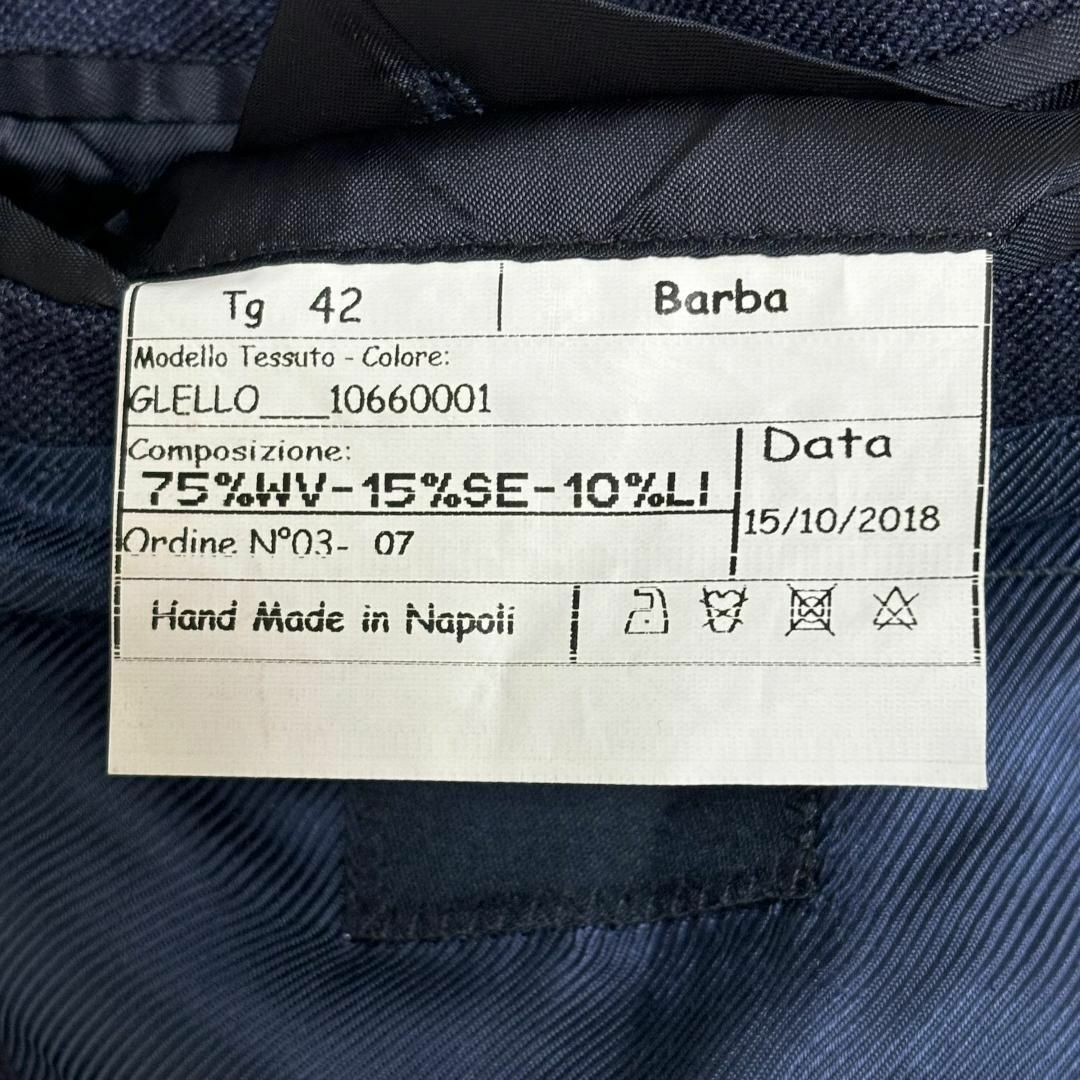 Tg 42
Barba
Modello Tessuto - Colore:
GLELLO___10660001
Composizione:
75%WV-15%SE-10%LI
Data
15/10/2018
Ordine N°03- 07
Hand Made in Napoli